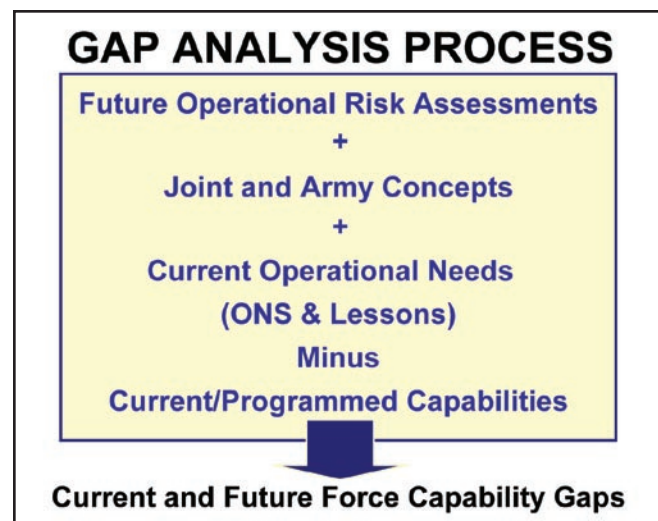 GAP ANALYSIS PROCESS
Future Operational Risk Assessments
+
Joint and Army Concepts
+
Current Operational Needs
(ONS & Lessons)
Minus
Current/Programmed Capabilities
Current and Future Force Capability Gaps